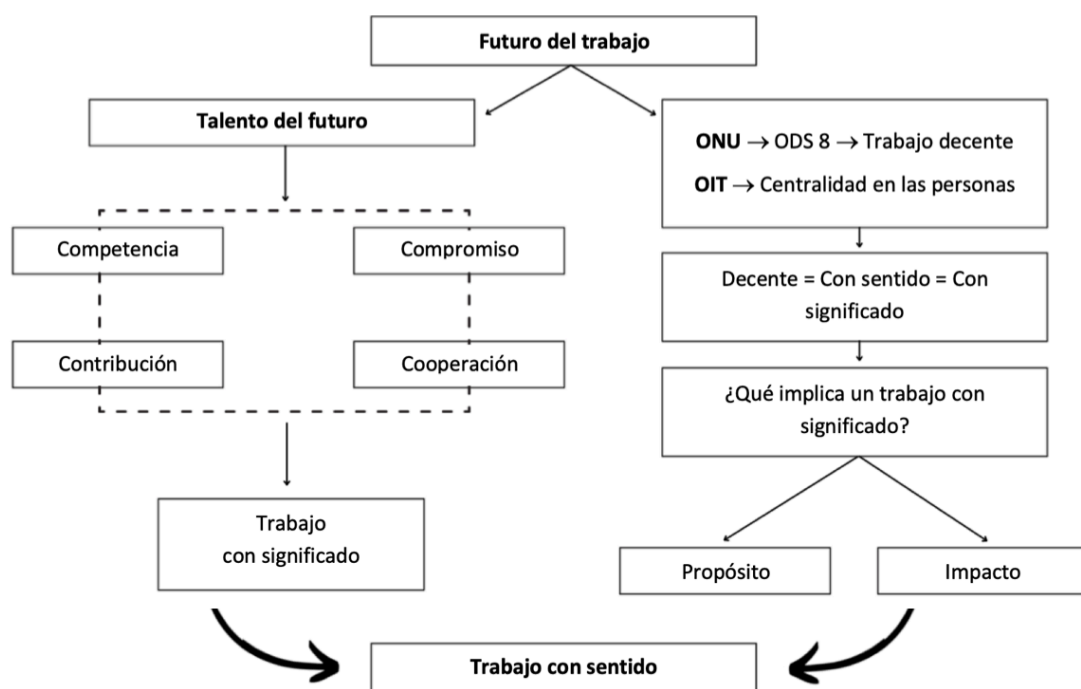 Futuro del trabajo
Talento del futuro
ONU → ODS 8 → Trabajo decente
OIT → Centralidad en las personas
Competencia
Compromiso
Contribución
Cooperación
Decente = Con sentido = Con
significado
¿Qué implica un trabajo con
significado?
Trabajo
con significado
Propósito
Impacto
Trabajo con sentido